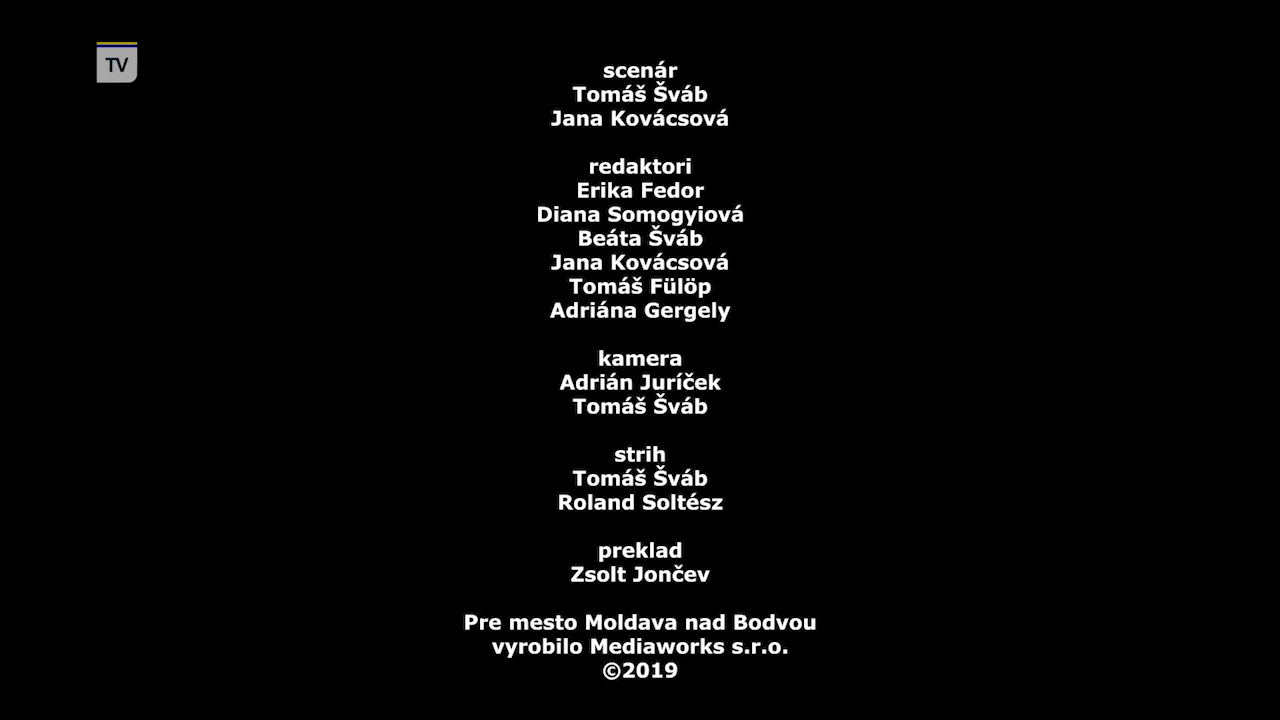 TV
scenár
Tomáš Šváb
Jana Kovácsová
redaktori
Erika Fedor
Diana Somogyiová
Beáta Šváb
Jana Kovácsová
Tomáš Fülöp
Adriána Gergely
kamera
Adrián Juríček
Tomáš Šváb
strih
Tomáš Šváb
Roland Soltész
preklad
Zsolt Jončev
Pre mesto Moldava nad Bodvou
vyrobilo Mediaworks s.r.o.
©2019